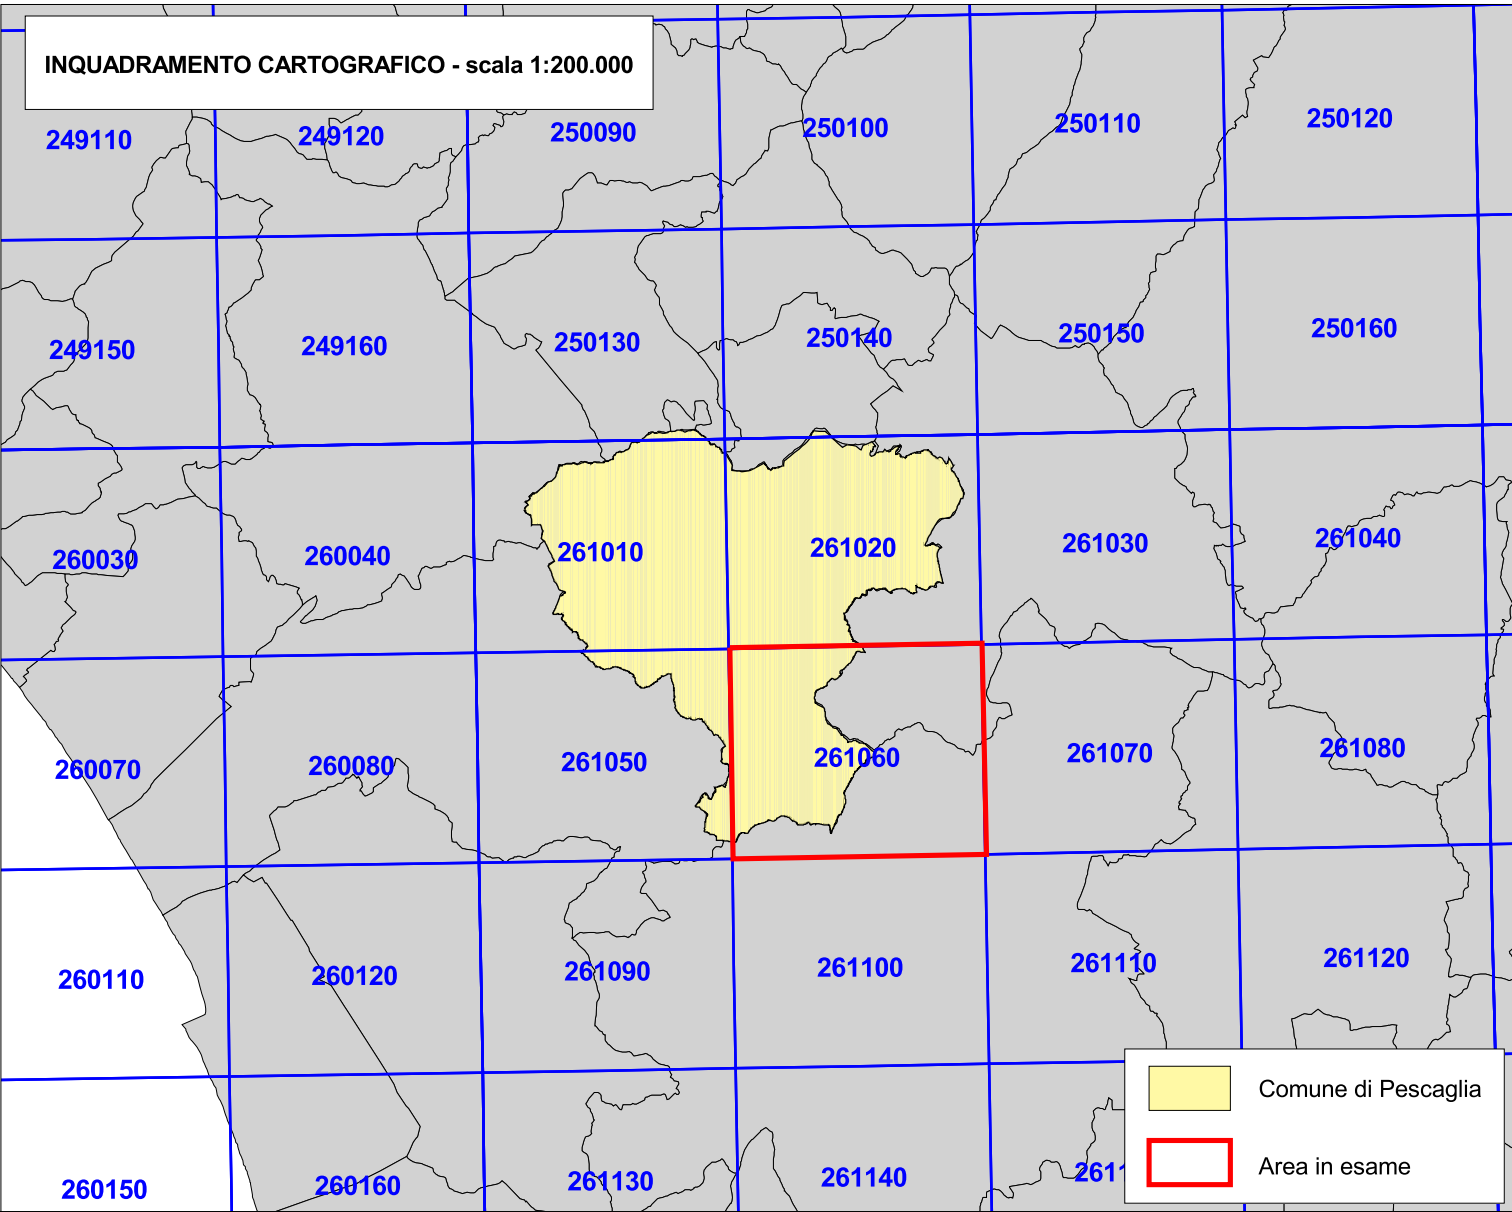 INQUADRAMENTO CARTOGRAFICO - scala 1:200.000
249110 249120 250090 250100 250110 250120
249150 249160 250130 250140 250150 250160
260030 260040 261010 261020 261030 261040
260070 260080 261050 261060 261070 261080
260110 260120 261090 261100 261110 261120
260150 260160 261130 261140
Comune di Pescaglia
Area in esame